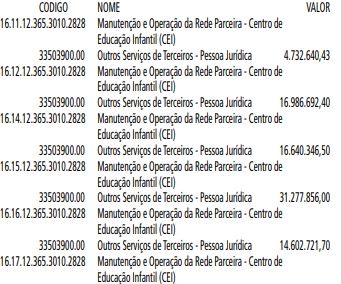 CODIGO NOME VALOR
16.11.12.365.3010.2828 Manutenção e Operação da Rede Parceira - Centro de
Educação Infantil (CEI)
33503900.00 Outros Serviços de Terceiros - Pessoa Jurídica 4.732.640,43
16.12.12.365.3010.2828 Manutenção e Operação da Rede Parceira - Centro de
Educação Infantil (CEI)
33503900.00 Outros Serviços de Terceiros - Pessoa Jurídica 16.986.692,40
16.14.12.365.3010.2828 Manutenção e Operação da Rede Parceira - Centro de
Educação Infantil (CEI)
33503900.00 Outros Serviços de Terceiros - Pessoa Jurídica 16.640.346,50
16.15.12.365.3010.2828 Manutenção e Operação da Rede Parceira - Centro de
Educação Infantil (CEI)
33503900.00 Outros Serviços de Terceiros - Pessoa Jurídica 31.277.856,00
16.16.12.365.3010.2828 Manutenção e Operação da Rede Parceira - Centro de
Educação Infantil (CEI)
33503900.00 Outros Serviços de Terceiros - Pessoa Jurídica 14.602.721,70
16.17.12.365.3010.2828 Manutenção e Operação da Rede Parceira - Centro de
Educação Infantil (CEI)